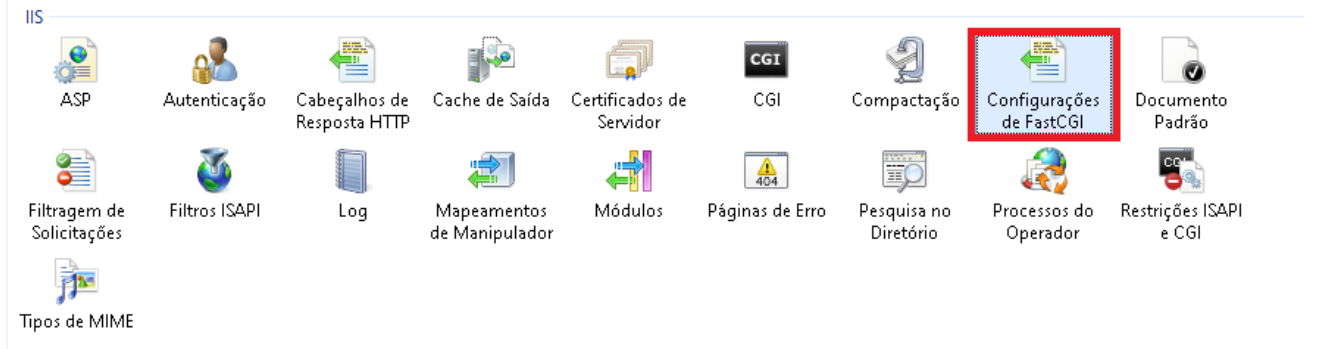 IIS
CGI
ASP
Autenticação
Cabeçalhos de
Resposta HTTP
Cache de Saída
Certificados de
Servidor
CGI
Compactação
Configurações
de FastCGI
Documento
Padrão
404
CGI
Filtragem de
Solicitações
Filtros ISAPI
Log
Mapeamentos
de Manipulador
Módulos
Páginas de Erro
Pesquisa no
Diretório
Processos do
Operador
Restrições ISAPI
e CGI
Tipos de MIME